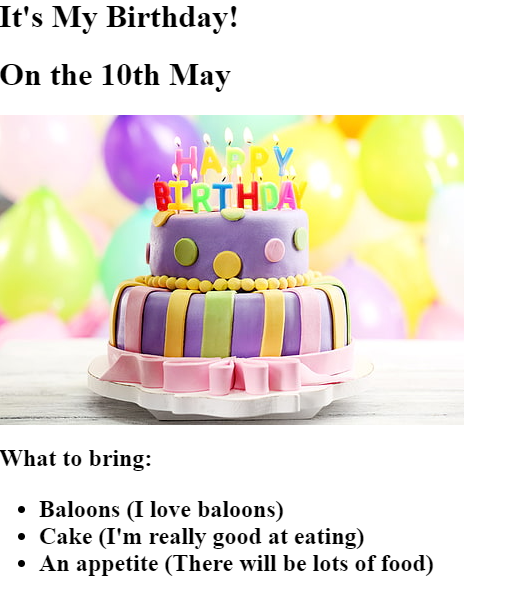 It's My Birthday!
On the 10th May
HAPPY
BIRTHDAY
What to bring:
Baloons (I love baloons)
Cake (I'm really good at eating)
An appetite (There will be lots of food)